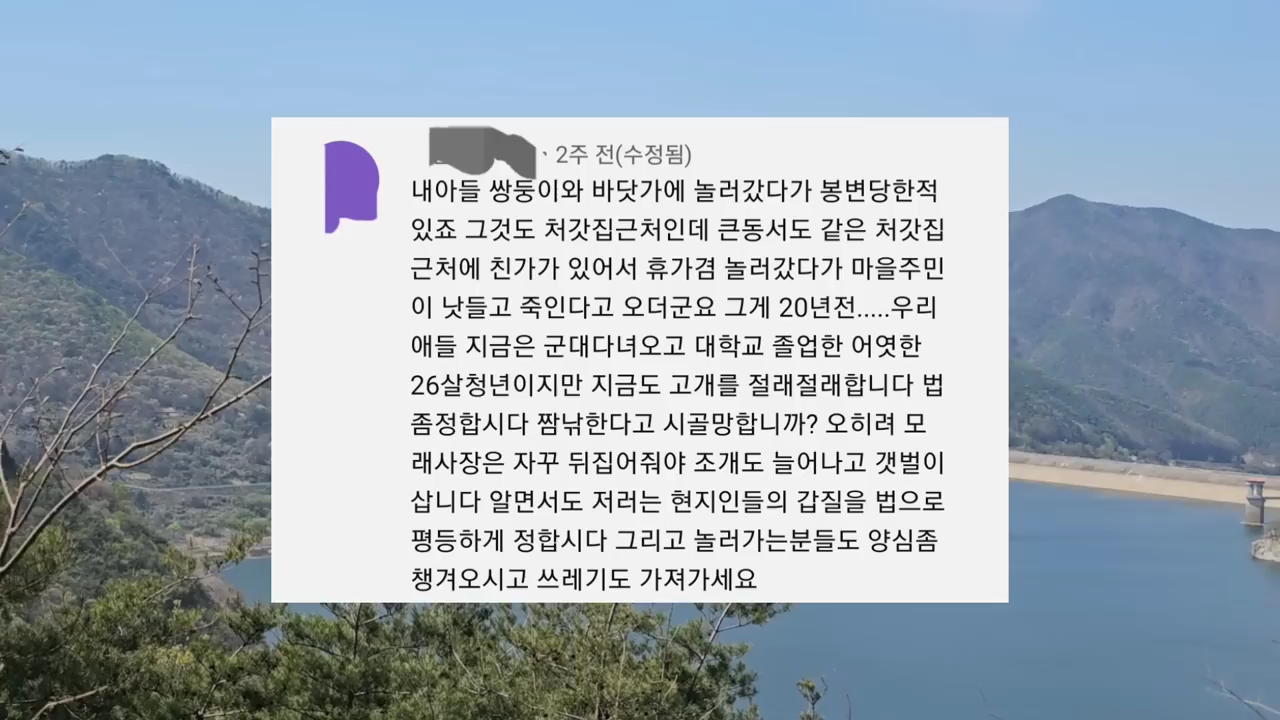 · 2주 전(수정됨)
내아들 쌍둥이와 바닷가에 놀러갔다가 봉변당한적
있죠 그것도 처갓집근처인데 큰동서도 같은 처갓집
근처에 친가가 있어서 휴가겸 놀러갔다가 마을주민
이 낫들고 죽인다고 오더군요 그게 20년전.....우리
애들 지금은 군대다녀오고 대학교 졸업한 어엿한
26살청년이지만 지금도 고개를 절래절래합니다 법
좀정합시다 짬낚한다고 시골망합니까? 오히려 모
래사장은 자꾸 뒤집어줘야 조개도 늘어나고 갯벌이
삽니다 알면서도 저러는 현지인들의 갑질을 법으로
평등하게 정합시다 그리고 놀러가는분들도 양심좀
챙겨오시고 쓰레기도 가져가세요